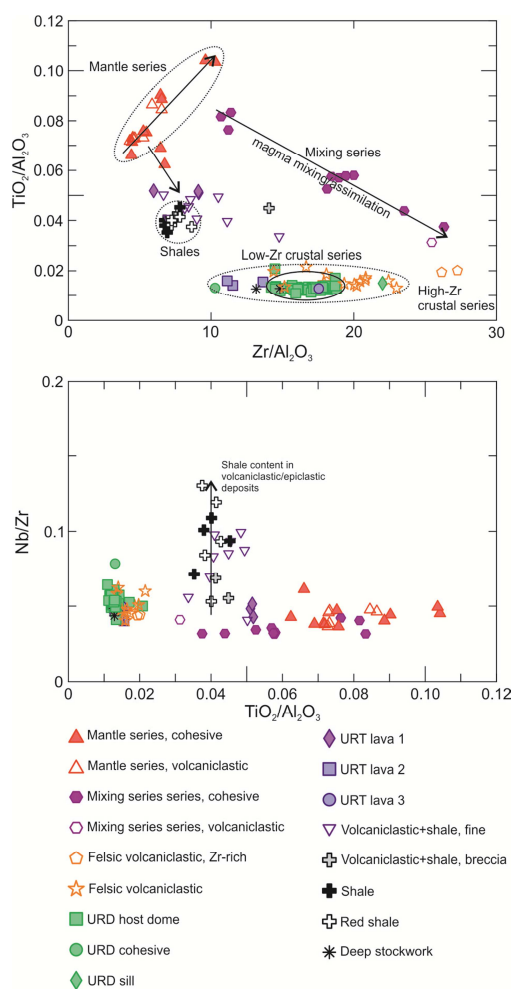 0.12
0.10
0.08
0.06
0.04
0.02
0
TiO2/Al2O3
Mantle series
Mixing series
magma mixing/assimilation
Shales
Low-Zr crustal series
High-Zr
crustal series
0
10
20
30
Zr/Al2O3
0.2
0.1
0
Nb/Zr
Shale content in
volcaniclastic/epiclastic
deposits
0
0.02
0.04
0.06
0.08
0.10
0.12
TiO2/Al2O3
Mantle series, cohesive
Mantle series, volcaniclastic
Mixing series series, cohesive
Mixing series series, volcaniclastic
Felsic volcaniclastic, Zr-rich
Felsic volcaniclastic
URD host dome
URD cohesive
URD sill
URT lava 1
URT lava 2
URT lava 3
Volcaniclastic+shale, fine
Volcaniclastic+shale, breccia
Shale
Red shale
Deep stockwork